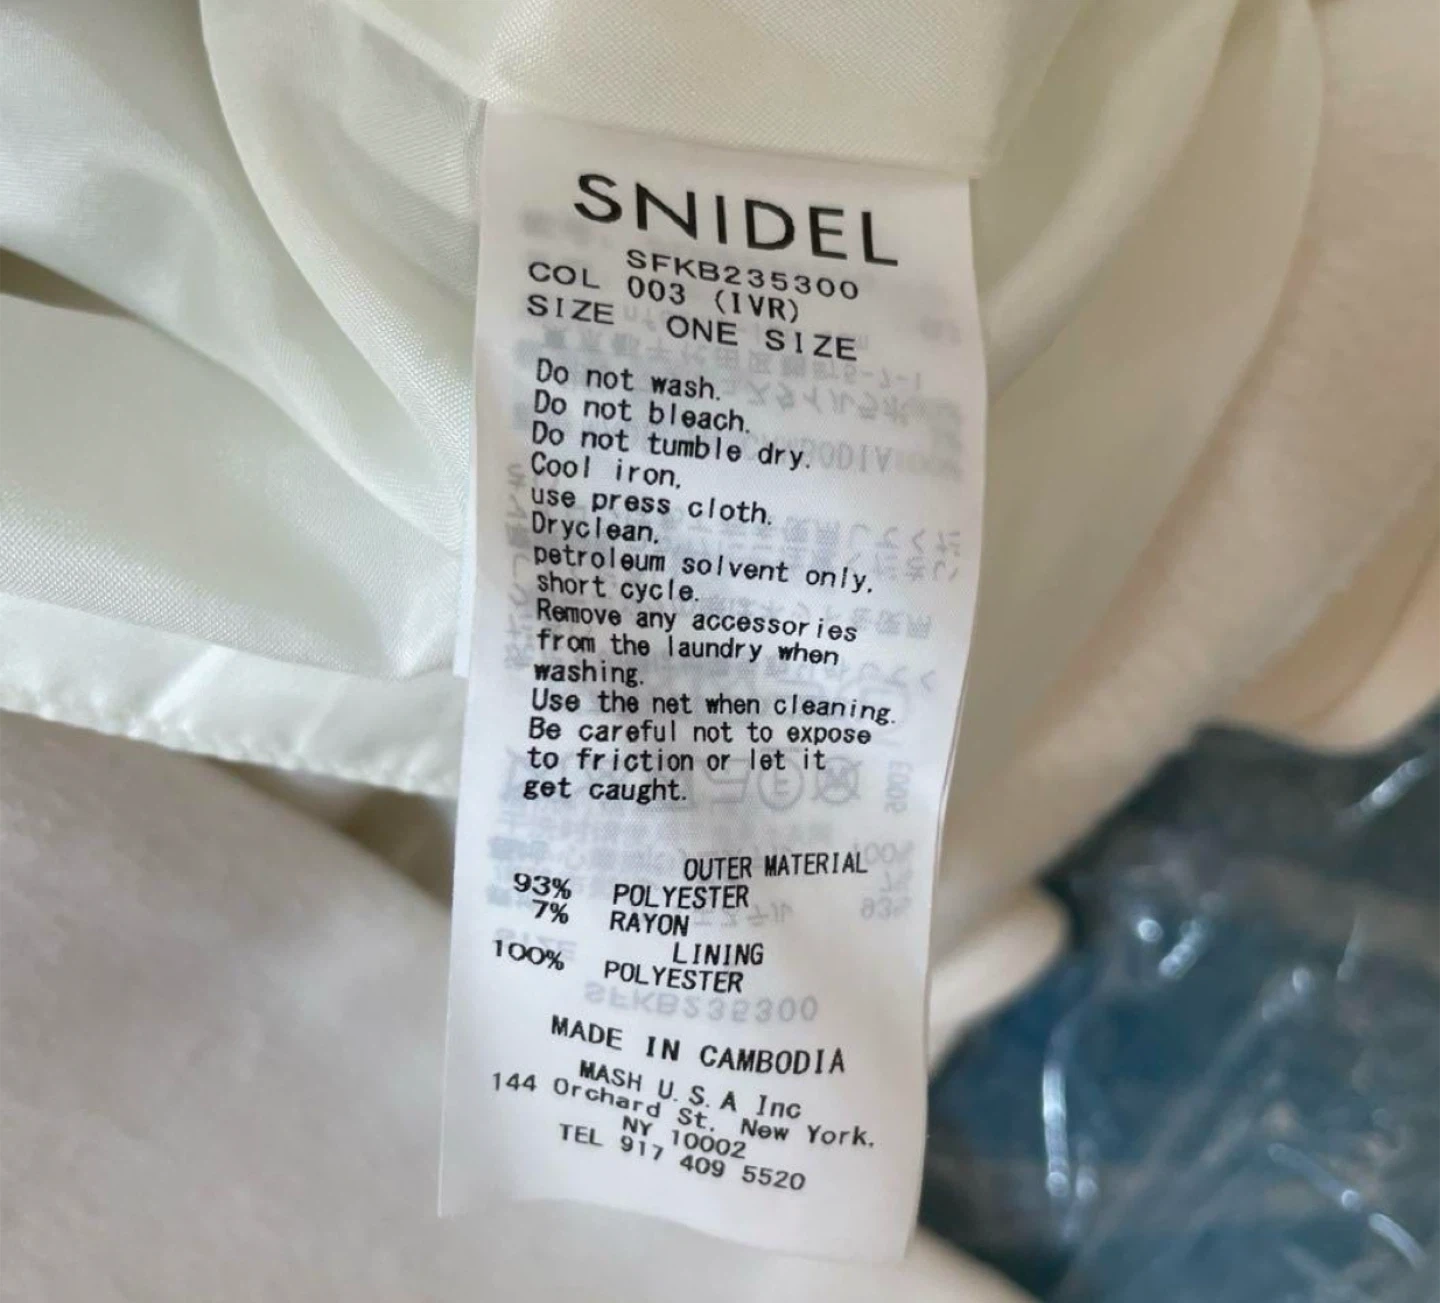 SNIDEL
SFKB235300
COL 003 (IVR)
SIZE ONE SIZE
Do not wash.
Do not bleach.
Do not tumble dry.
Cool iron.
use press cloth.
Dryclean.
petroleum solvent only.
short cycle.
Remove any accessories
from the laundry when
washing.
Use the net when cleaning.
Be careful not to expose
to friction or let it
get caught.
OUTER MATERIAL
93% POLYESTER
7% RAYON
LINING
100% POLYESTER
MADE IN CAMBODIA
MASH U.S.A Inc
144 Orchard St. New York.
NY 10002
TEL 917 409 5520